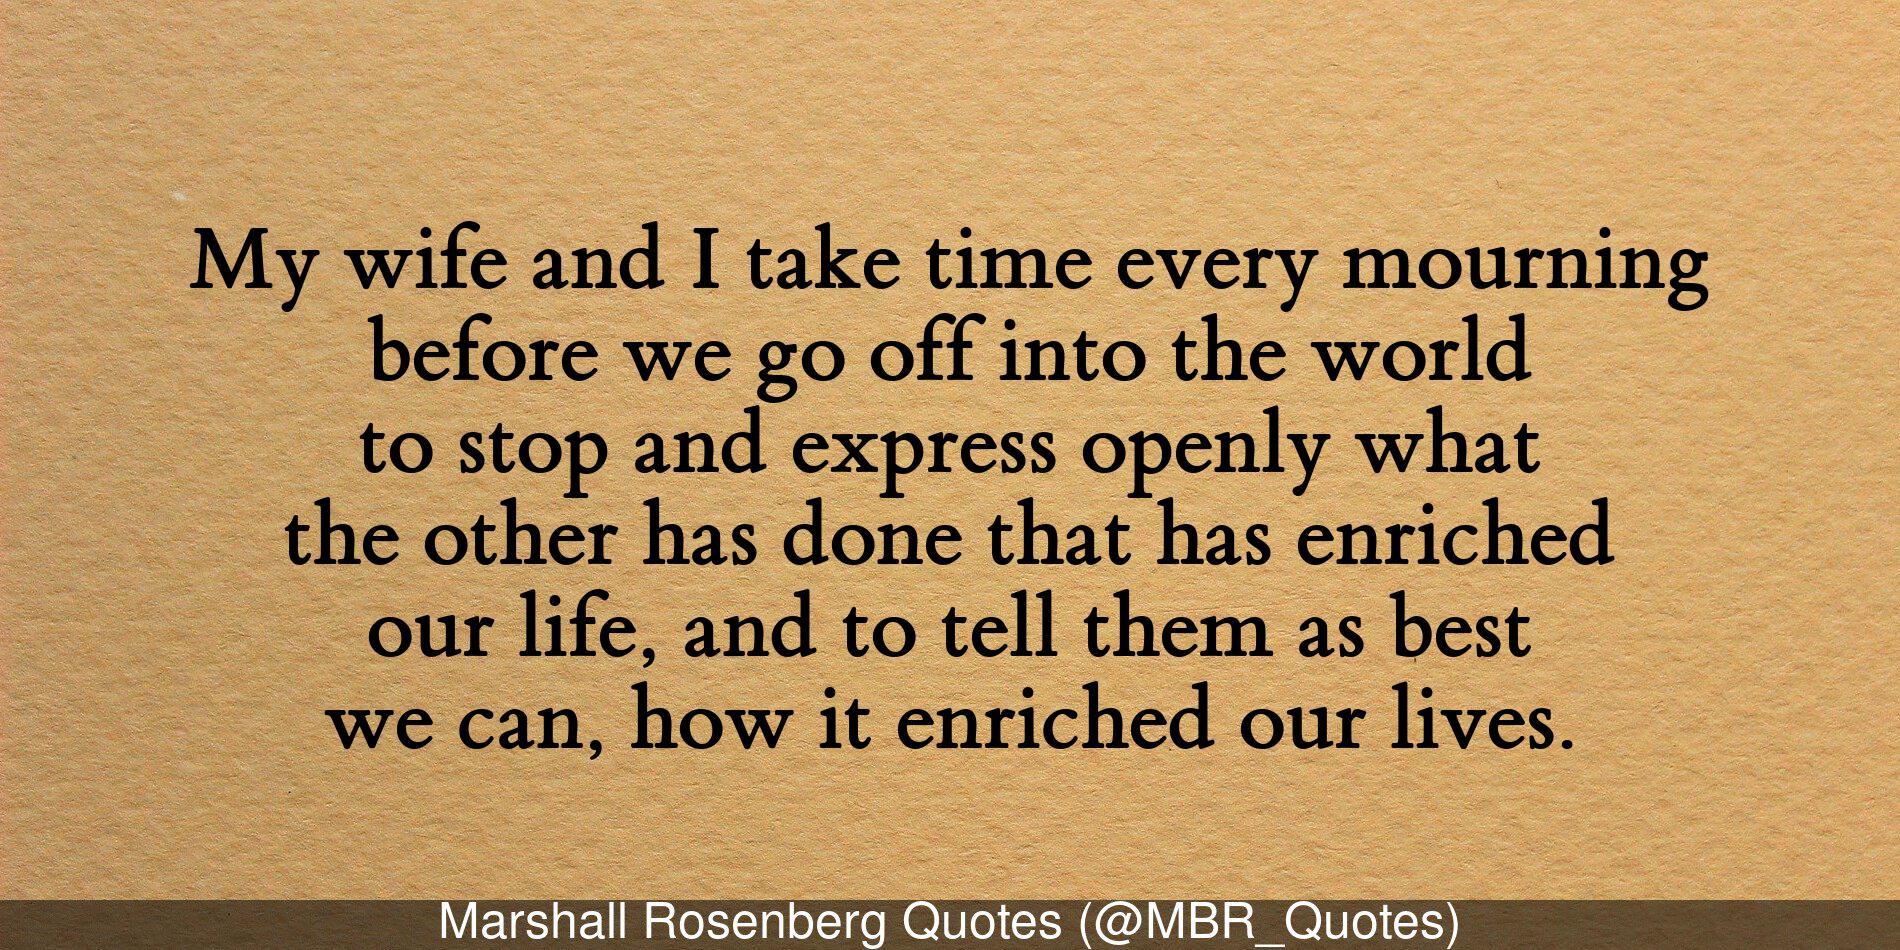 My wife and I take time every mourning
before we go off into the world
to stop and express openly what
the other has done that has enriched
our life, and to tell them as best
we can, how it enriched our lives.
Marshall Rosenberg Quotes (@MBR_Quotes)